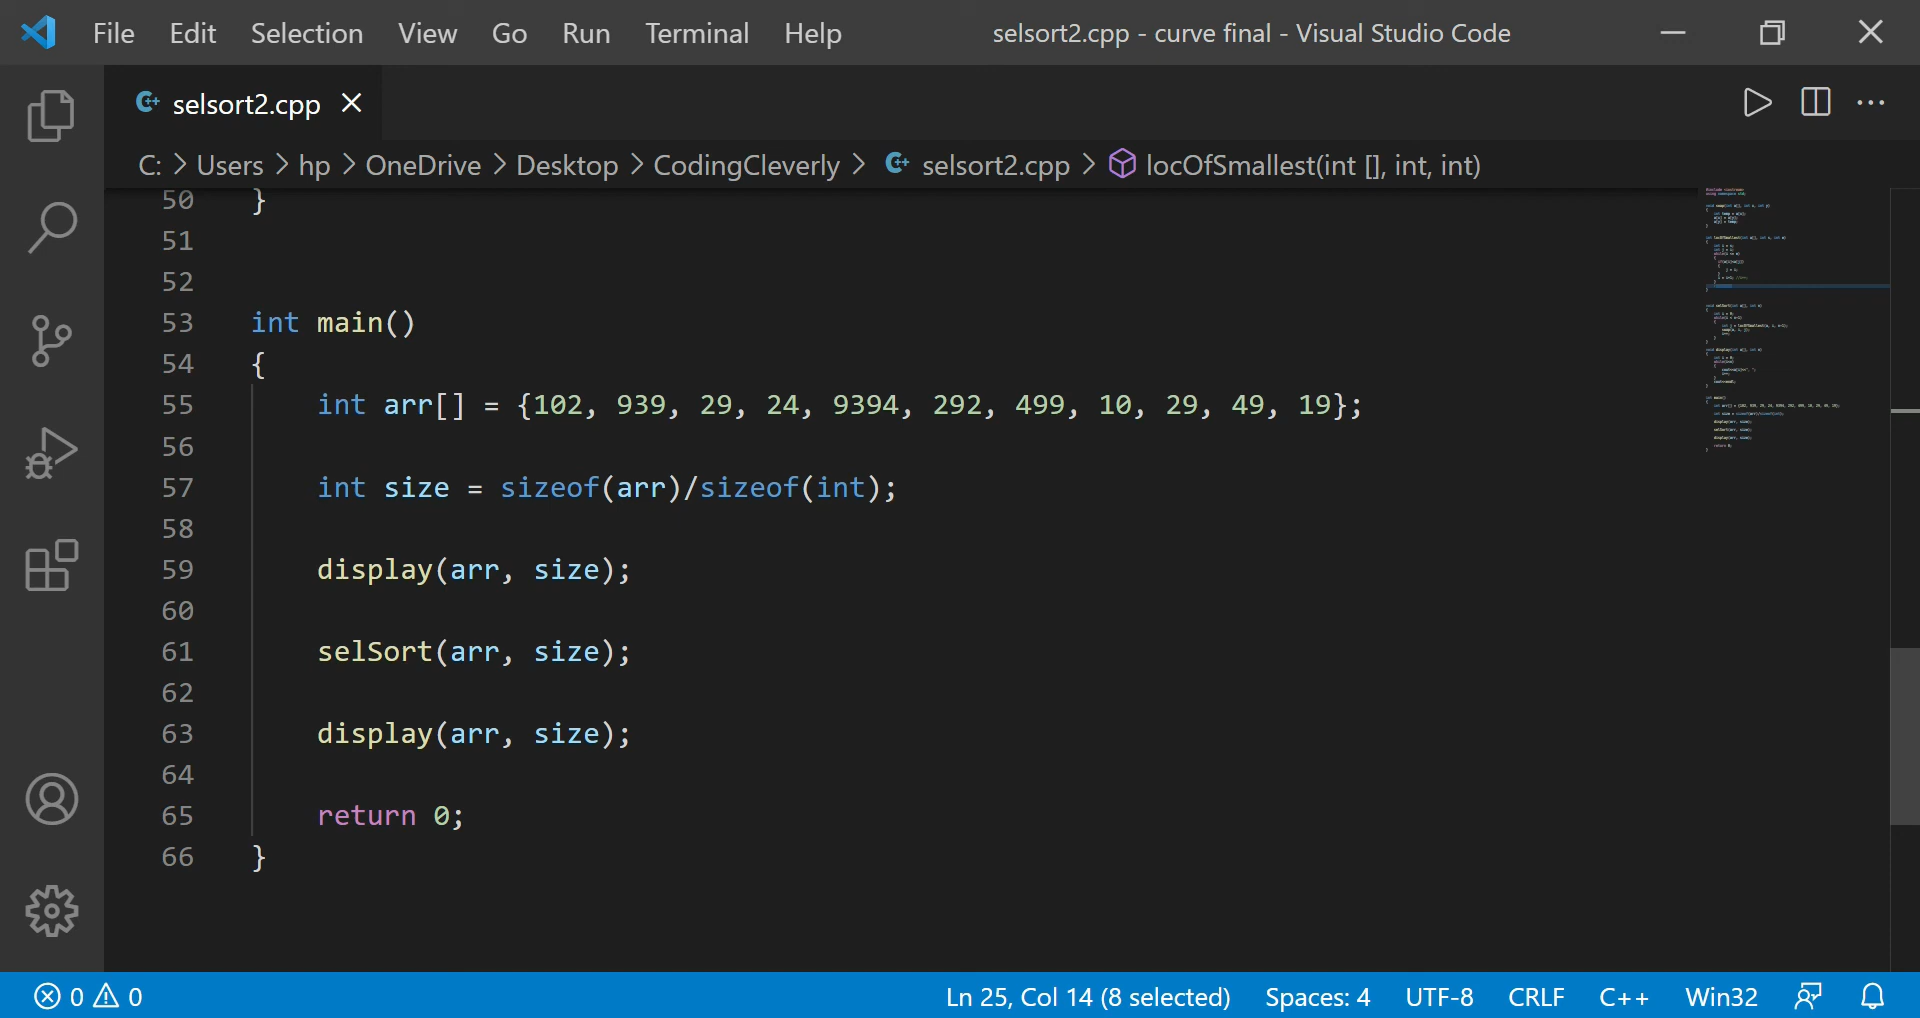 File Edit Selection View Go Run Terminal Help selsort2.cpp - curve final - Visual Studio Code
selsort2.cpp
C: > Users > hp > OneDrive > Desktop > CodingCleverly > selsort2.cpp > locOfSmallest(int [], int, int)
50 }
51
52
53 int main()
54 {
55 int arr[] = {102, 939, 29, 24, 9394, 292, 499, 10, 29, 49, 19};
56
57 int size = sizeof(arr)/sizeof(int);
58
59 display(arr, size);
60
61 selSort(arr, size);
62
63 display(arr, size);
64
65 return 0;
66 }
0 0 Ln 25, Col 14 (8 selected) Spaces: 4 UTF-8 CRLF C++ Win32